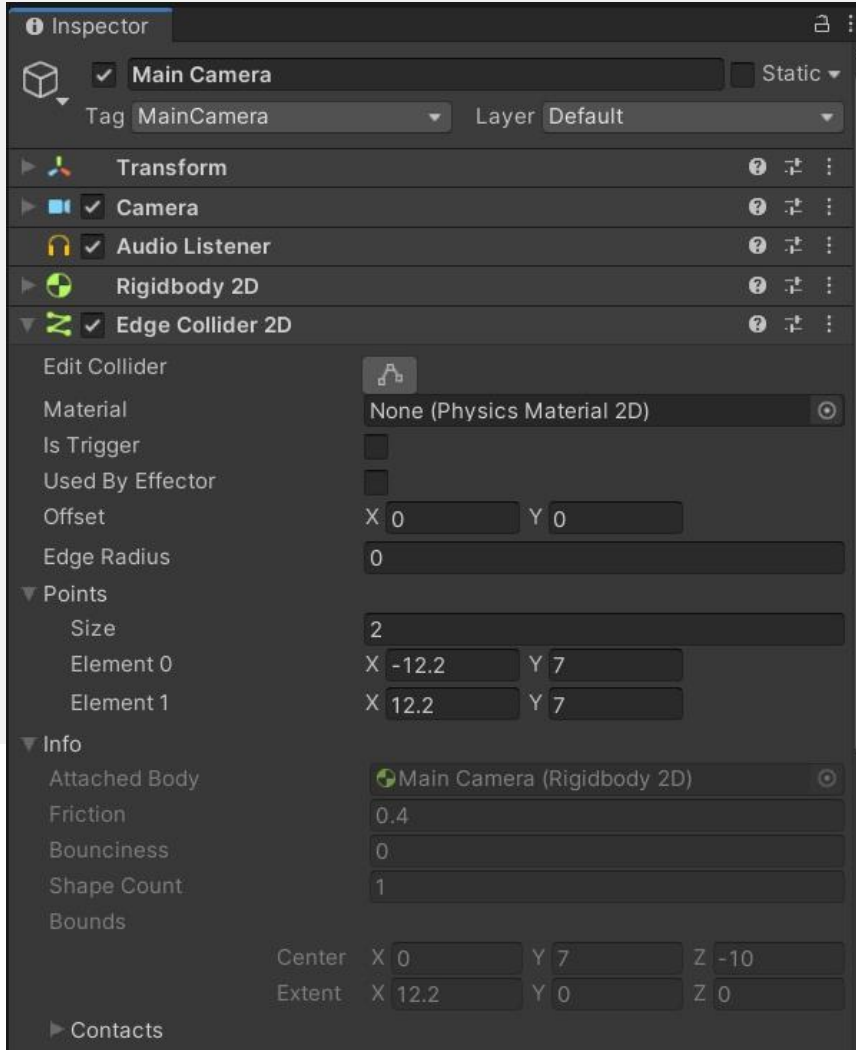 Inspector
Main Camera Static
Tag MainCamera Layer Default
Transform
Camera
Audio Listener
Rigidbody 2D
Edge Collider 2D
Edit Collider
Material None (Physics Material 2D)
Is Trigger
Used By Effector
Offset X 0 Y 0
Edge Radius 0
Points
Size 2
Element 0 X -12.2 Y 7
Element 1 X 12.2 Y 7
Info
Attached Body Main Camera (Rigidbody 2D)
Friction 0.4
Bounciness 0
Shape Count 1
Bounds
Center X 0 Y 7 Z -10
Extent X 12.2 Y 0 Z 0
Contacts